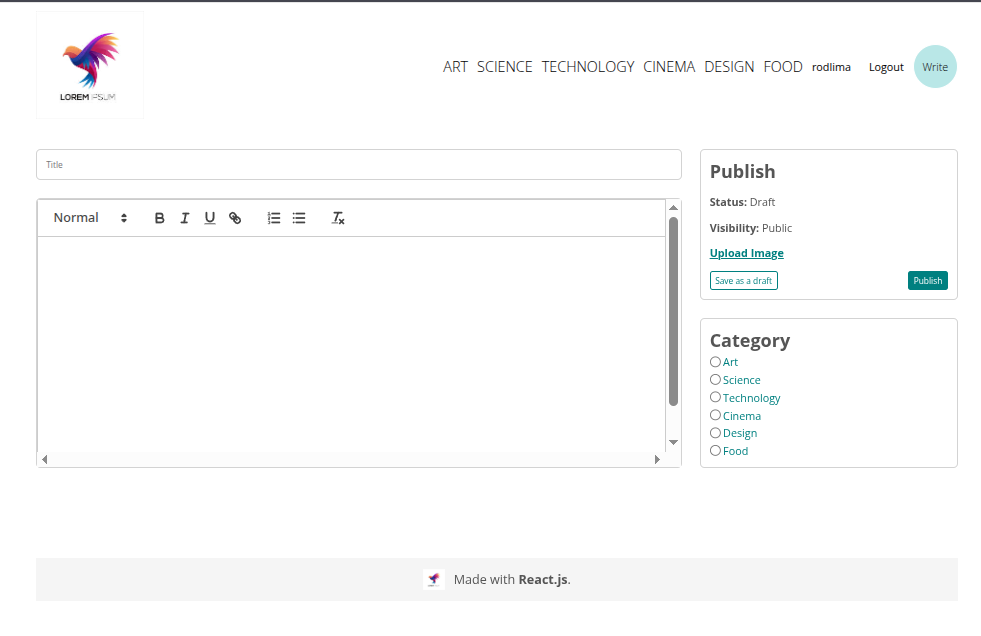 LOREM IPSUM
ART SCIENCE TECHNOLOGY CINEMA DESIGN FOOD rodlima Logout Write
Title
Normal B I U
Publish
Status: Draft
Visibility: Public
Upload Image
Save as a draft Publish
Category
Art
Science
Technology
Cinema
Design
Food
Made with React.js.